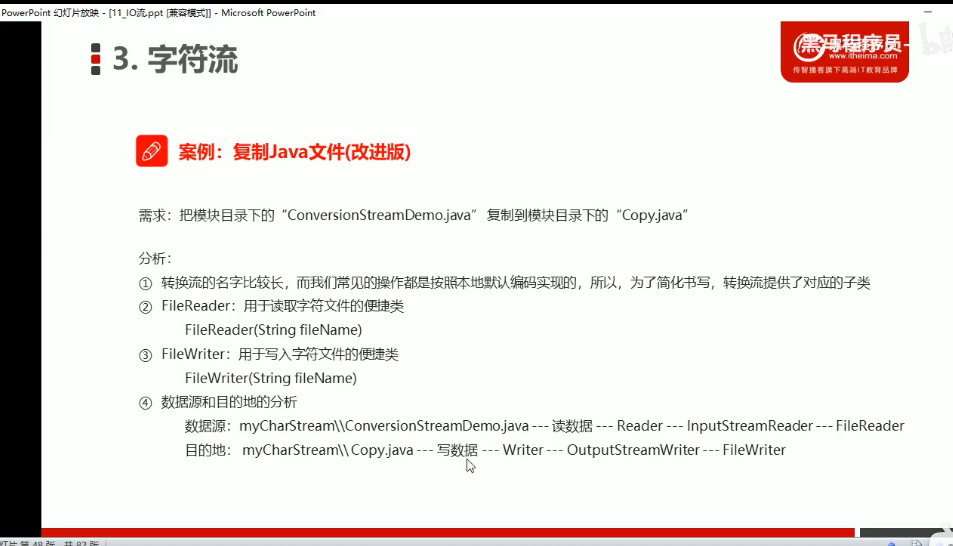 PowerPoint 幻灯片放映 - [11_IO流.ppt [兼容模式]] - Microsoft PowerPoint
3. 字符流
黑马程序员
www.itheima.com
传智播客旗下高端IT教育品牌
案例：复制Java文件(改进版)
需求：把模块目录下的“ConversionStreamDemo.java” 复制到模块目录下的“Copy.java”
分析：
① 转换流的名字比较长，而我们常见的操作都是按照本地默认编码实现的，所以，为了简化书写，转换流提供了对应的子类
② FileReader：用于读取字符文件的便捷类
FileReader(String fileName)
③ FileWriter：用于写入字符文件的便捷类
FileWriter(String fileName)
④ 数据源和目的地的分析
数据源：myCharStream\\ConversionStreamDemo.java --- 读数据 --- Reader --- InputStreamReader --- FileReader
目的地： myCharStream\\ Copy.java --- 写数据 --- Writer --- OutputStreamWriter --- FileWriter